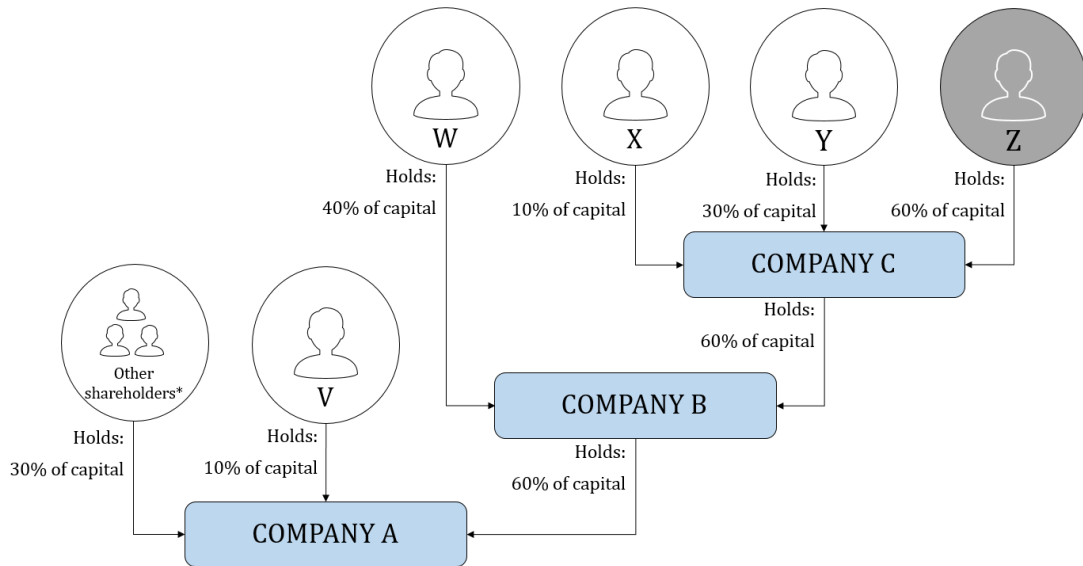 W
X
Y
Z
Holds:
40% of capital
Holds:
10% of capital
Holds:
30% of capital
Holds:
60% of capital
COMPANY C
Holds:
60% of capital
Other
shareholders*
V
COMPANY B
Holds:
30% of capital
Holds:
10% of capital
Holds:
60% of capital
COMPANY A